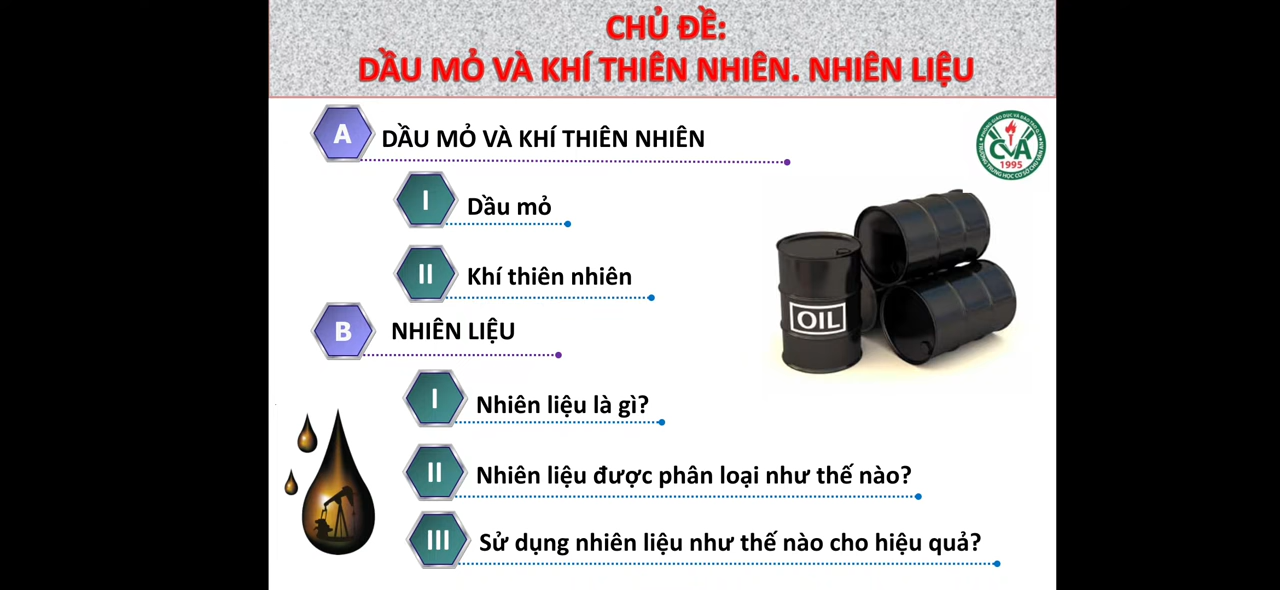 CHỦ ĐỀ:
DẦU MỎ VÀ KHÍ THIÊN NHIÊN. NHIÊN LIỆU
A DẦU MỎ VÀ KHÍ THIÊN NHIÊN
CVA
1995
I Dầu mỏ
II Khí thiên nhiên
OIL
B NHIÊN LIỆU
I Nhiên liệu là gì?
II Nhiên liệu được phân loại như thế nào?
III Sử dụng nhiên liệu như thế nào cho hiệu quả?